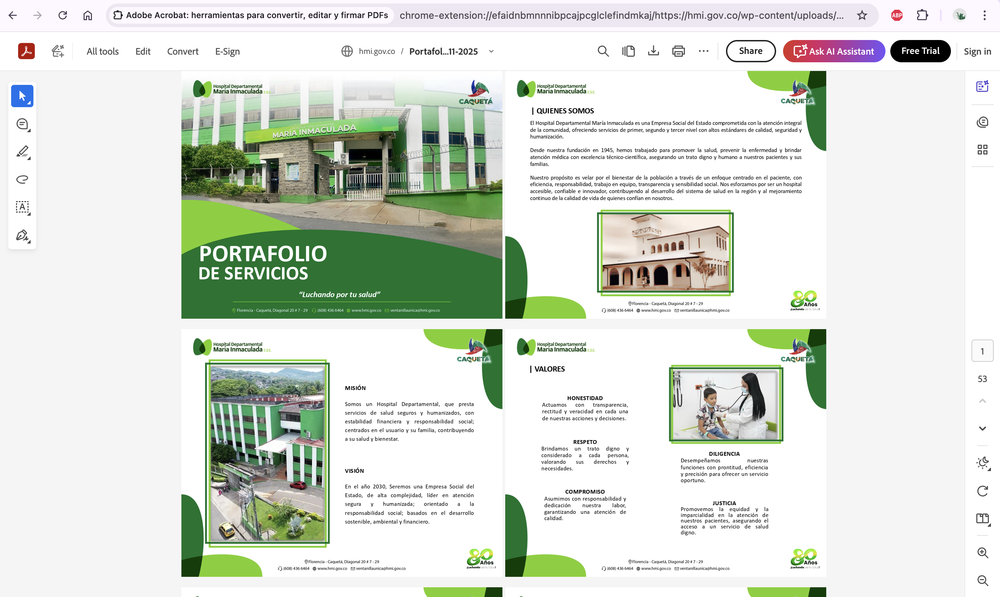 Adobe Acrobat: herramientas para convertir, editar y firmar PDFs
chrome-extension://efaidnbmnnnibpcajpcglclefindmkaj/https://hmi.gov.co/wp-content/uploads/...
ABP
All tools
Edit
Convert
E-Sign
hmi.gov.co / Portafol...11-2025
Share
Ask AI Assistant
Free Trial
Sign in
Hospital Departamental
María Inmaculada E.S.E.
CAQUETÁ
Hospital Departamental
MARÍA INMACULADA
PORTAFOLIO
DE SERVICIOS
“Luchando por tu salud”
Florencia - Caquetá, Diagonal 20 # 7 - 29 (608) 436 6464 www.hmi.gov.co ventanillaunica@hmi.gov.co
Hospital Departamental
María Inmaculada E.S.E.
CAQUETÁ
| QUIENES SOMOS
El Hospital Departamental María Inmaculada es una Empresa Social del Estado comprometida con la atención integral
de la comunidad, ofreciendo servicios de primer, segundo y tercer nivel con altos estándares de calidad, seguridad y
humanización.
Desde nuestra fundación en 1945, hemos trabajado para promover la salud, prevenir la enfermedad y brindar
atención médica con excelencia técnico-científica, asegurando un trato digno y humano a nuestros pacientes y sus
familias.
Nuestro propósito es velar por el bienestar de la población a través de un enfoque centrado en el paciente, con
eficiencia, responsabilidad, trabajo en equipo, transparencia y sensibilidad social. Nos esforzamos por ser un hospital
accesible, confiable e innovador, contribuyendo al desarrollo del sistema de salud en la región y al mejoramiento
continuo de la calidad de vida de quienes confían en nosotros.
Florencia - Caquetá, Diagonal 20 # 7 - 29
(608) 436 6464 www.hmi.gov.co ventanillaunica@hmi.gov.co
80
Años
¡Luchando por tu Salud!
Hospital Departamental
María Inmaculada E.S.E.
CAQUETÁ
MISIÓN
Somos un Hospital Departamental, que presta
servicios de salud seguros y humanizados, con
estabilidad financiera y responsabilidad social;
centrados en el usuario y su familia, contribuyendo
a su salud y bienestar.
VISIÓN
En el año 2030, Seremos una Empresa Social del
Estado, de alta complejidad, líder en atención
segura y humanizada; orientado a la
responsabilidad social; basados en el desarrollo
sostenible, ambiental y financiero.
Florencia - Caquetá, Diagonal 20 # 7 - 29
(608) 436 6464 www.hmi.gov.co ventanillaunica@hmi.gov.co
80
Años
¡Luchando por tu Salud!
Hospital Departamental
María Inmaculada E.S.E.
CAQUETÁ
| VALORES
HONESTIDAD
Actuamos con transparencia,
rectitud y veracidad en cada una
de nuestras acciones y decisiones.
RESPETO
Brindamos un trato digno y
considerado a cada persona,
valorando sus derechos y
necesidades.
COMPROMISO
Asumimos con responsabilidad y
dedicación nuestra labor,
garantizando una atención de
calidad.
DILIGENCIA
Desempeñamos nuestras
funciones con prontitud, eficiencia
y precisión para ofrecer un servicio
oportuno.
JUSTICIA
Promovemos la equidad y la
imparcialidad en la atención de
nuestros pacientes, asegurando el
acceso a un servicio de salud
digno.
Florencia - Caquetá, Diagonal 20 # 7 - 29
(608) 436 6464 www.hmi.gov.co ventanillaunica@hmi.gov.co
80
Años
¡Luchando por tu Salud!
1
53